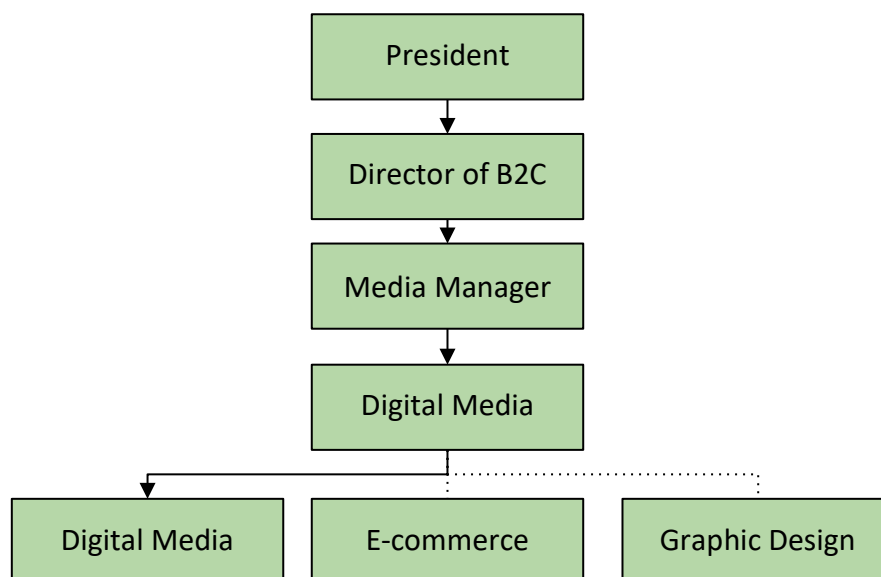 President
Director of B2C
Media Manager
Digital Media
Digital Media
E-commerce
Graphic Design